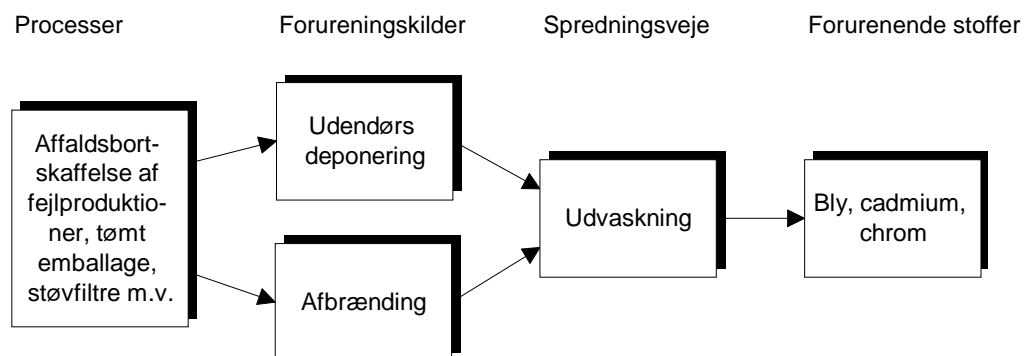 Processer
Forureningskilder
Spredningsveje
Forurenende stoffer
Affaldsbort-
skaffelse af
fejlproduktio-
ner, tømt
emballage,
støvfiltre m.v.
Udendørs
deponering
Afbrænding
Udvaskning
Bly, cadmium,
chrom